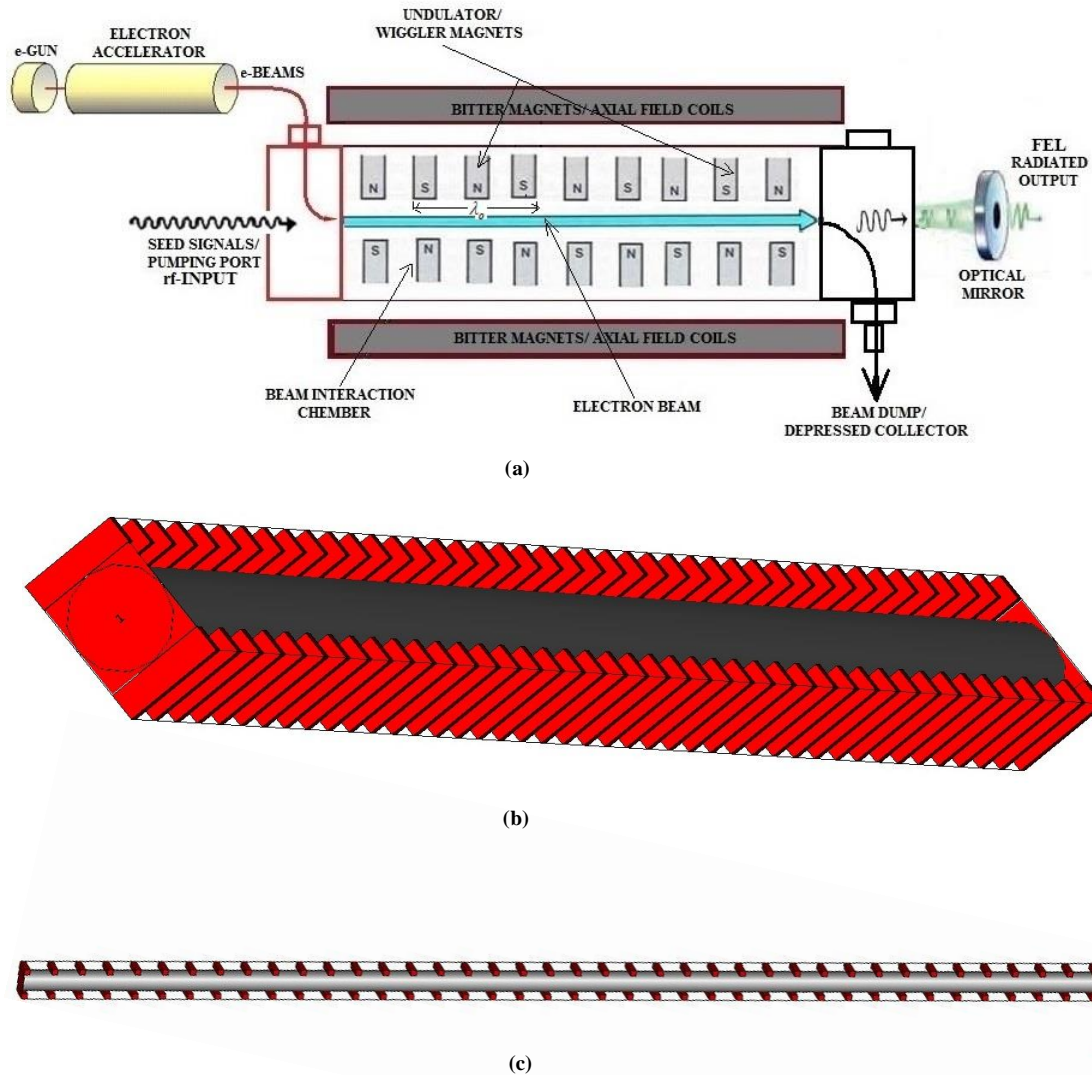 UNDULATOR/
WIGGLER MAGNETS
ELECTRON
ACCELERATOR
e-GUN
e-BEAMS
BITTER MAGNETS/ AXIAL FIELD COILS
FEL
RADIATED
OUTPUT
N S N S N S N S N
λo
S N S N S N S N S
SEED SIGNALS/
PUMPING PORT
rf-INPUT
OPTICAL
MIRROR
BITTER MAGNETS/ AXIAL FIELD COILS
BEAM INTERACTION
CHEMBER
ELECTRON BEAM
BEAM DUMP/
DEPRESSED COLLECTOR
(a)
1
(b)
(c)